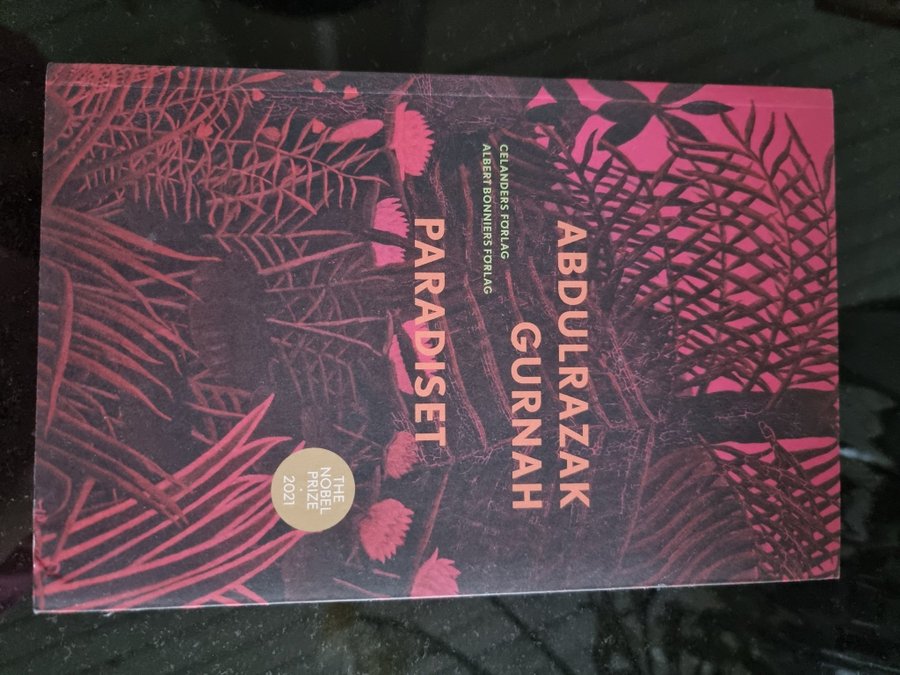 ABDULRAZAK
GURNAH
CELANDERS FÖRLAG
ALBERT BONNIERS FÖRLAG
PARADISET
THE
NOBEL
PRIZE
2021